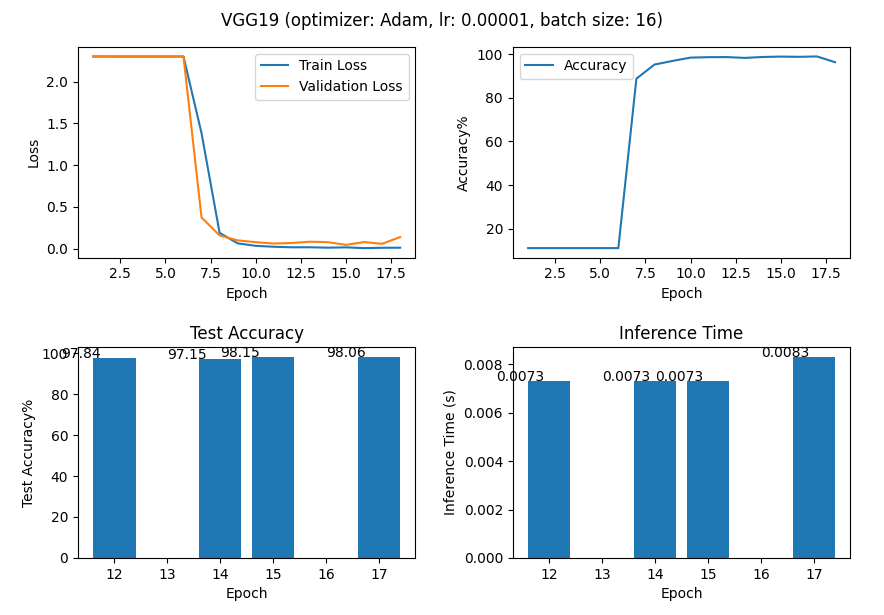 VGG19 (optimizer: Adam, lr: 0.00001, batch size: 16)
Loss
2.0
1.5
1.0
0.5
0.0
Train Loss
Validation Loss
2.5 5.0 7.5 10.0 12.5 15.0 17.5
Epoch
Accuracy%
100
80
60
40
20
Accuracy
2.5 5.0 7.5 10.0 12.5 15.0 17.5
Epoch
Test Accuracy
Test Accuracy%
100
80
60
40
20
0
97.84 97.15 98.15 98.06
12 13 14 15 16 17
Epoch
Inference Time
Inference Time (s)
0.008
0.006
0.004
0.002
0.000
0.0073 0.0073 0.0073 0.0083
12 13 14 15 16 17
Epoch